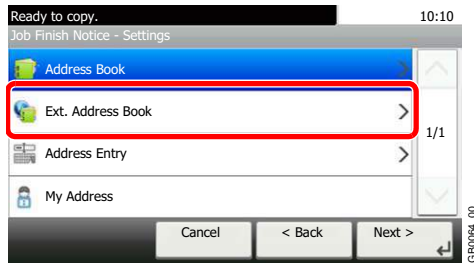 Ready to copy. 10:10
Job Finish Notice - Settings
Address Book
Ext. Address Book
1/1
Address Entry
My Address
Cancel < Back Next >
GB0064_00